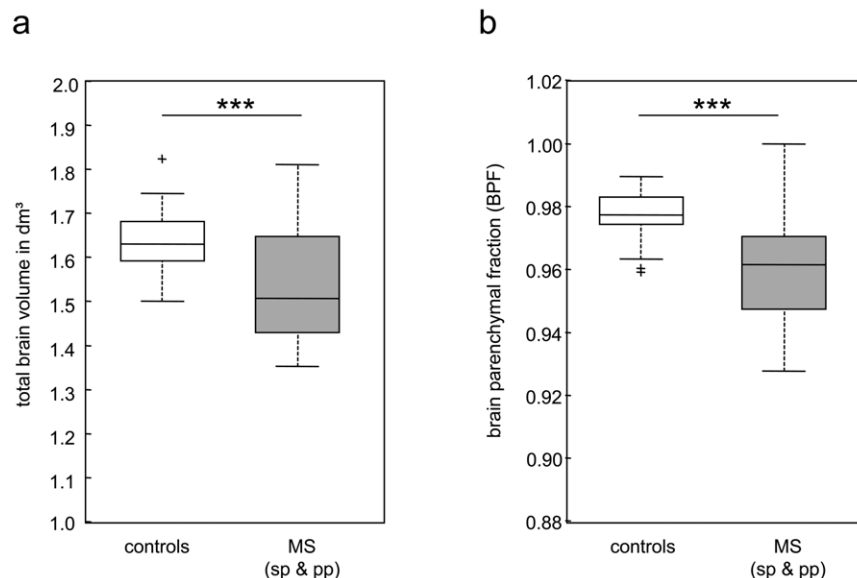 a
***
2.0
1.9
1.8
1.7
1.6
1.5
1.4
1.3
1.2
1.1
1.0
total brain volume in dm³
controls
MS
(sp & pp)
b
***
1.02
1.00
0.98
0.96
0.94
0.92
0.90
0.88
brain parenchymal fraction (BPF)
controls
MS
(sp & pp)